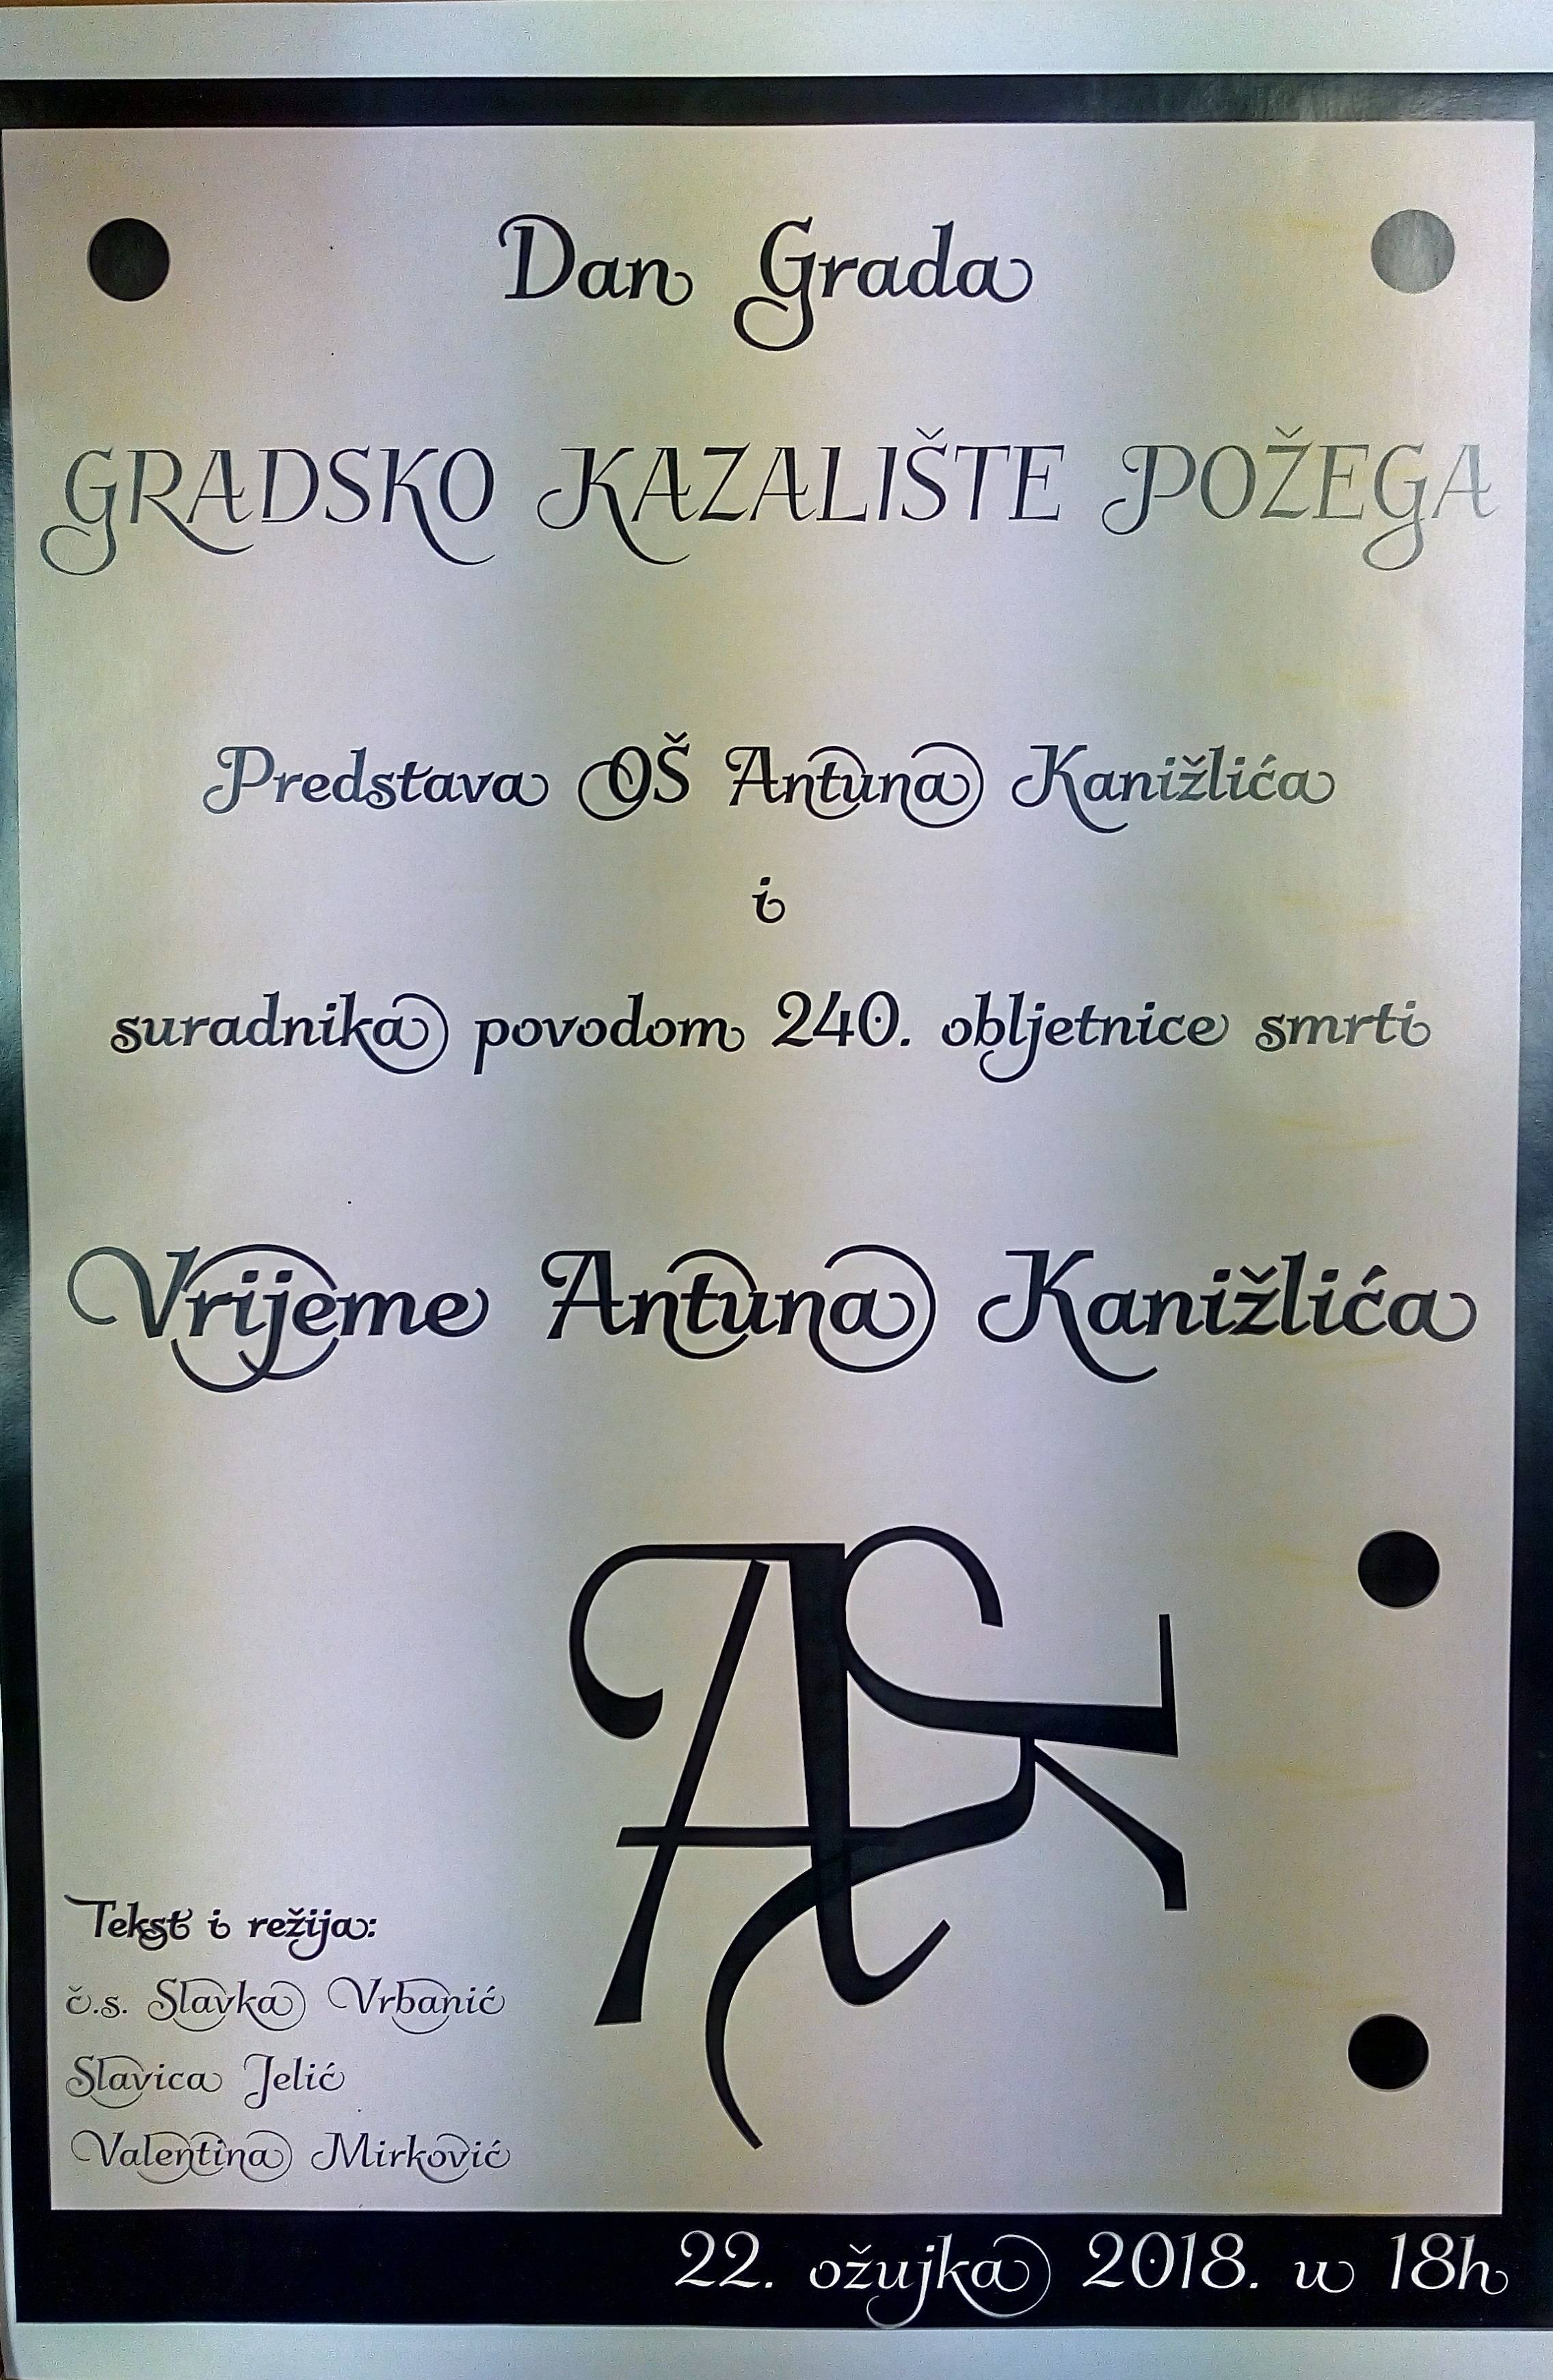 Dan Grada
GRADSKO KAZALIŠTE POŽEGA
Predstava OŠ Antuna Kanižlića
i
suradnika povodom 240. obljetnice smrti
Vrijeme Antuna Kanižlića
AK
Tekst i režija:
č.s. Slavka Vrbanić
Slavica Jelić
Valentina Mirković
22. ožujka 2018. u 18h